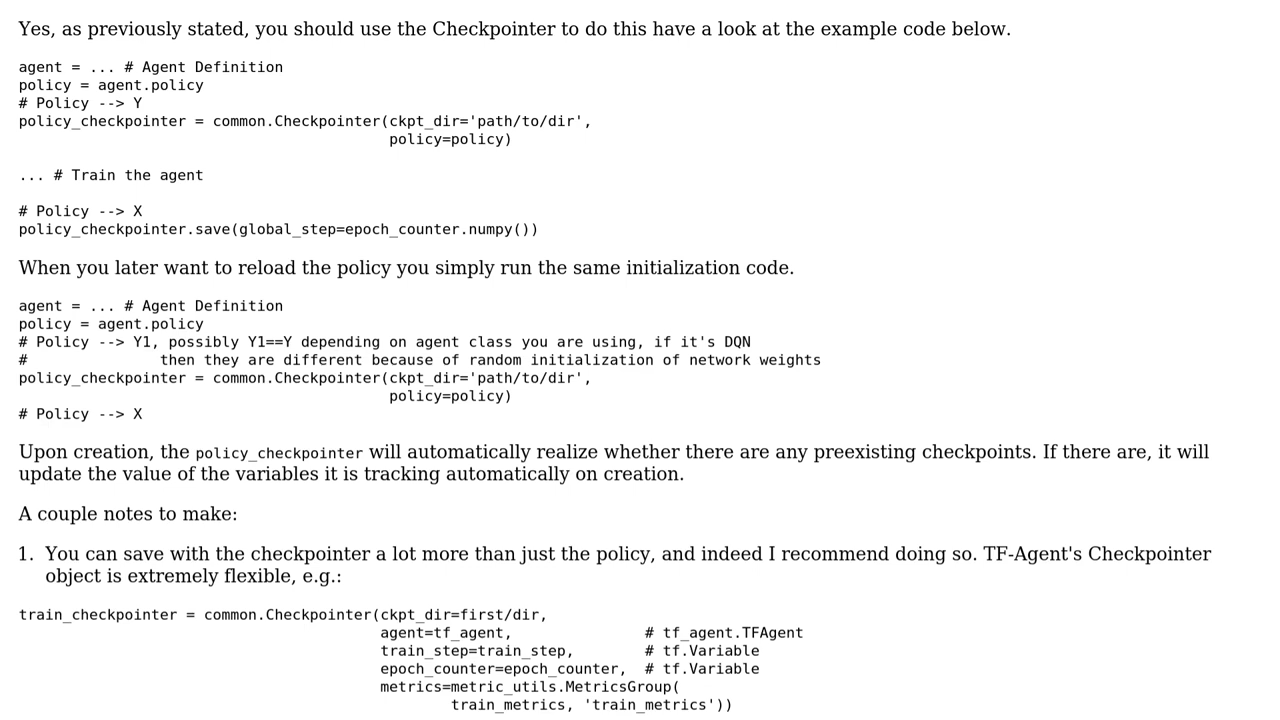 Yes, as previously stated, you should use the Checkpointer to do this have a look at the example code below.
agent = ... # Agent Definition
policy = agent.policy
# Policy --> Y
policy_checkpointer = common.Checkpointer(ckpt_dir='path/to/dir',
                                          policy=policy)
... # Train the agent
# Policy --> X
policy_checkpointer.save(global_step=epoch_counter.numpy())
When you later want to reload the policy you simply run the same initialization code.
agent = ... # Agent Definition
policy = agent.policy
# Policy --> Y1, possibly Y1==Y depending on agent class you are using, if it's DQN
#               then they are different because of random initialization of network weights
policy_checkpointer = common.Checkpointer(ckpt_dir='path/to/dir',
                                          policy=policy)
# Policy --> X
Upon creation, the policy_checkpointer will automatically realize whether there are any preexisting checkpoints. If there are, it will
update the value of the variables it is tracking automatically on creation.
A couple notes to make:
1. You can save with the checkpointer a lot more than just the policy, and indeed I recommend doing so. TF-Agent's Checkpointer
object is extremely flexible, e.g.:
train_checkpointer = common.Checkpointer(ckpt_dir=first/dir,
                                         agent=tf_agent,               # tf_agent.TFAgent
                                         train_step=train_step,        # tf.Variable
                                         epoch_counter=epoch_counter,  # tf.Variable
                                         metrics=metric_utils.MetricsGroup(
                                                 train_metrics, 'train_metrics'))